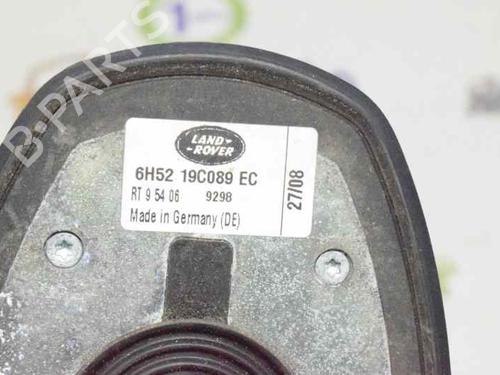 B-PARTS
LAND
ROVER
6H52 19C089 EC
RT 9 54 06 9298
Made in Germany (DE)
27/08